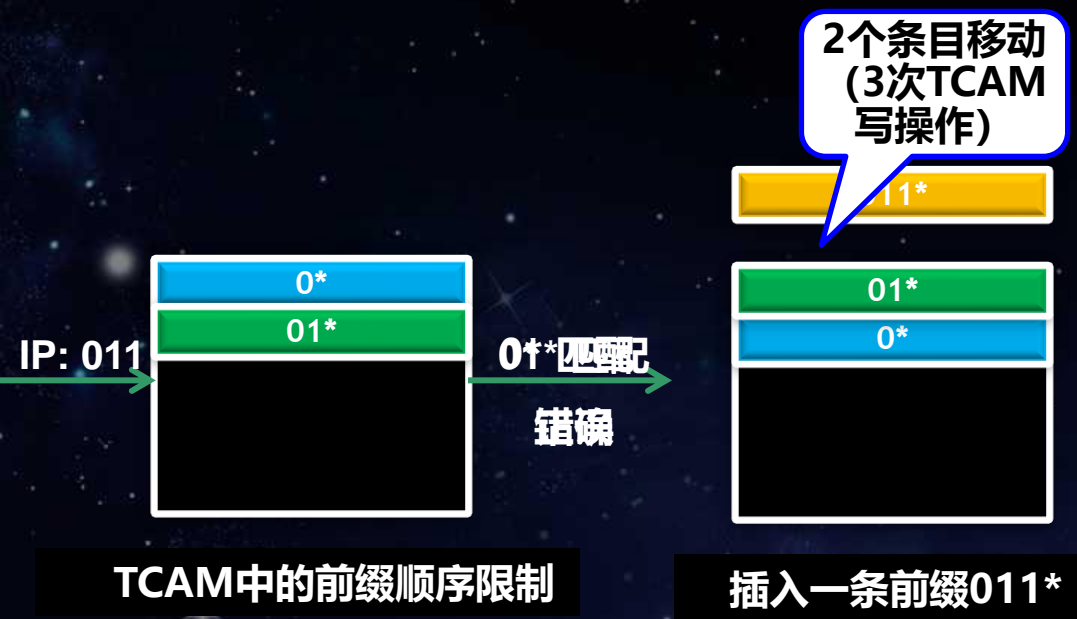 2个条目移动
（3次TCAM
写操作）
11*
0*
01*
01*
0*
IP: 011
TCAM中的前缀顺序限制
插入一条前缀011*